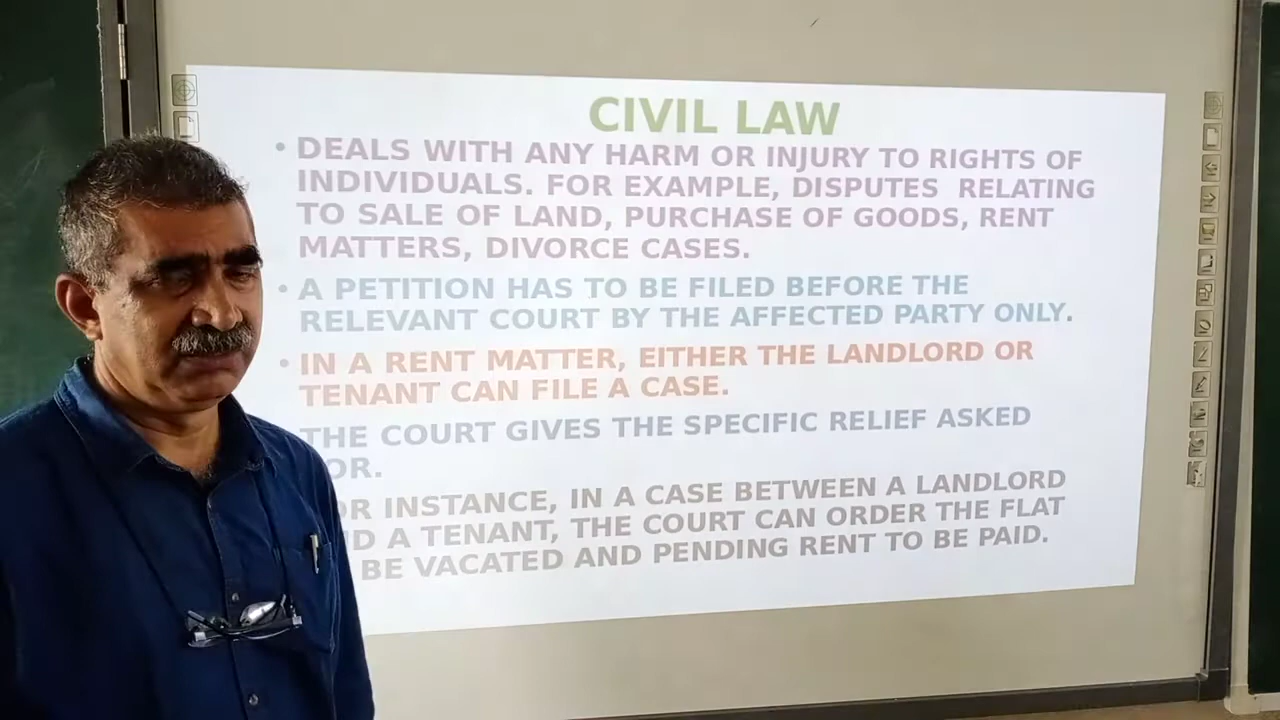 CIVIL LAW
• DEALS WITH ANY HARM OR INJURY TO RIGHTS OF
INDIVIDUALS. FOR EXAMPLE, DISPUTES RELATING
TO SALE OF LAND, PURCHASE OF GOODS, RENT
MATTERS, DIVORCE CASES.
• A PETITION HAS TO BE FILED BEFORE THE
RELEVANT COURT BY THE AFFECTED PARTY ONLY.
• IN A RENT MATTER, EITHER THE LANDLORD OR
TENANT CAN FILE A CASE.
THE COURT GIVES THE SPECIFIC RELIEF ASKED
OR.
OR INSTANCE, IN A CASE BETWEEN A LANDLORD
D A TENANT, THE COURT CAN ORDER THE FLAT
BE VACATED AND PENDING RENT TO BE PAID.